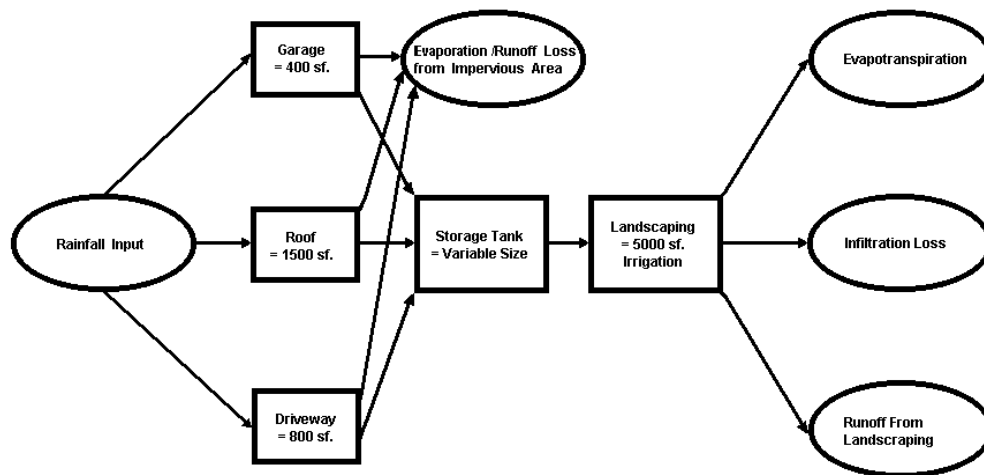 Garage
= 400 sf.
Evaporation /Runoff Loss
from Impervious Area
Evapotranspiration
Rainfall Input
Roof
= 1500 sf.
Storage Tank
= Variable Size
Landscaping
= 5000 sf.
Irrigation
Infiltration Loss
Driveway
= 800 sf.
Runoff From
Landscraping